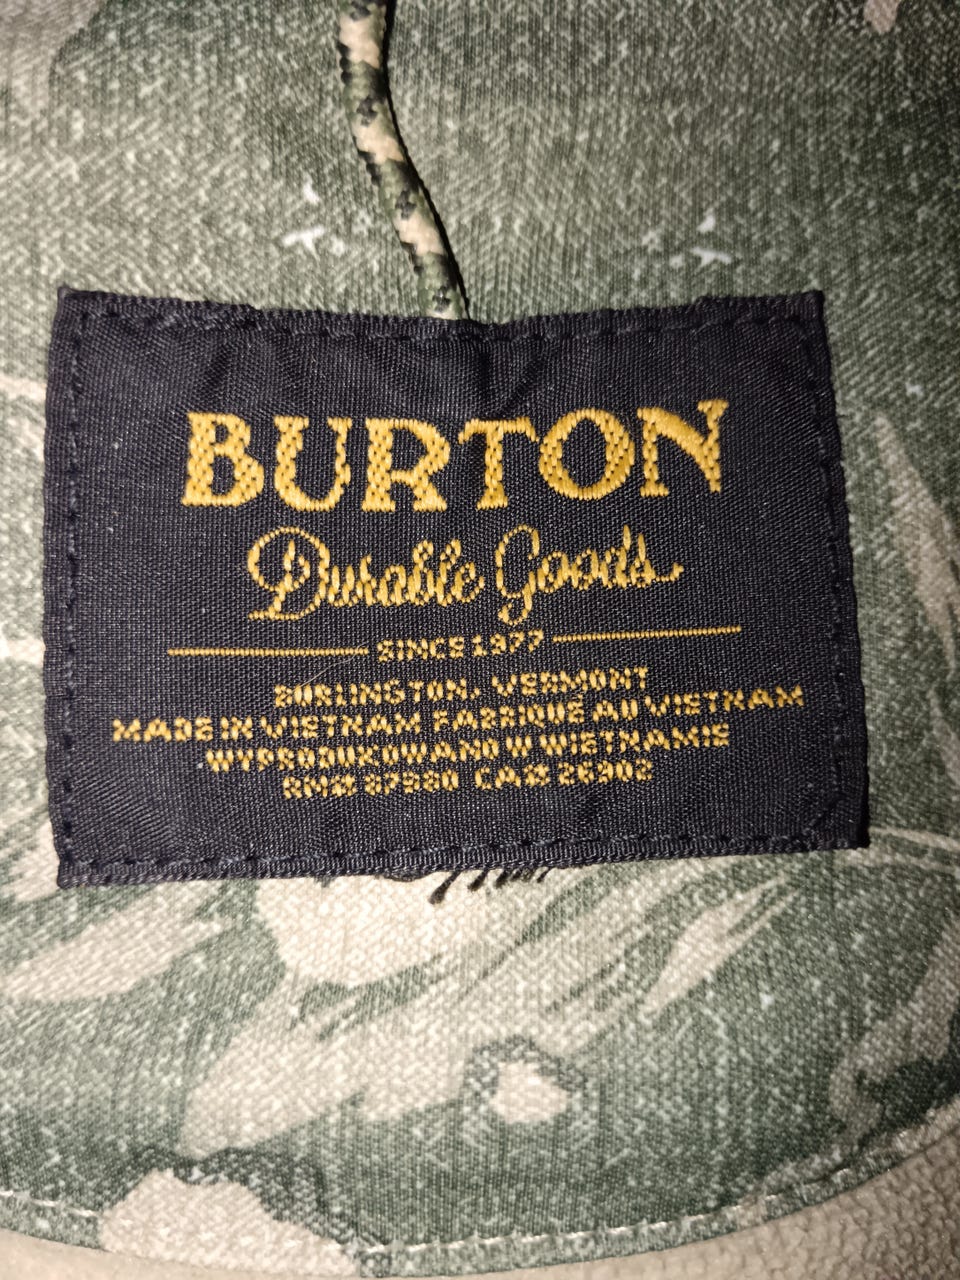 BURTON
Durable Goods
SINCE 1977
BURLINGTON, VERMONT
MADE IN VIETNAM FABRIQUÉ AU VIETNAM
WYPRODUKOWANO W WIETNAMIE
RN# 87980 CA# 26902